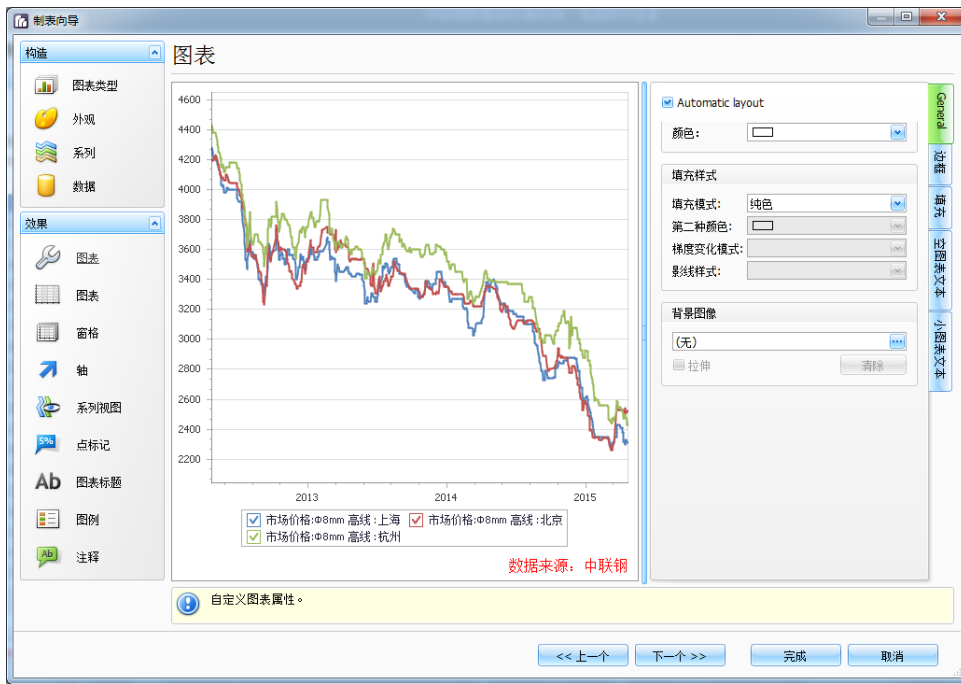 制表向导
构造
图表类型
外观
系列
数据
效果
图表
图表
窗格
轴
系列视图
5%
点标记
Ab
图表标题
图例
Ab
注释
图表
4600
4400
4200
4000
3800
3600
3400
3200
3000
2800
2600
2400
2200
2013
2014
2015
市场价格:Φ8mm 高线:上海
市场价格:Φ8mm 高线:北京
市场价格:Φ8mm 高线:杭州
数据来源：中联钢
Automatic layout
颜色:
填充样式
填充模式: 纯色
第二种颜色:
梯度变化模式:
影线样式:
背景图像
(无)
拉伸
清除
General
边框
填充
空图表文本
小图表文本
自定义图表属性。
<< 上一个
下一个 >>
完成
取消